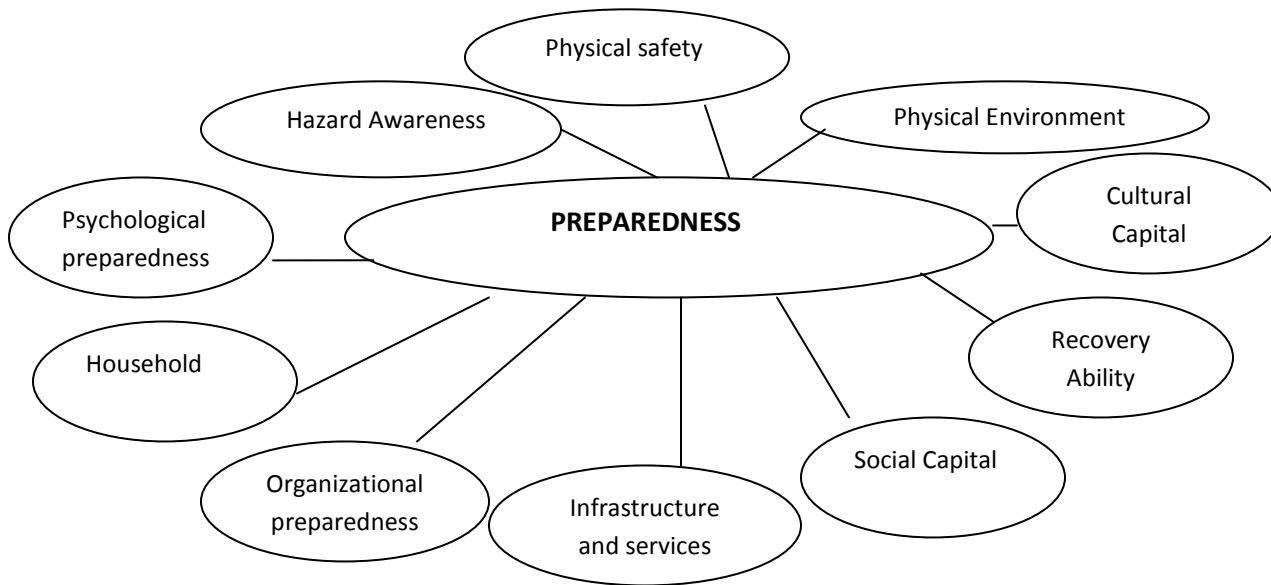 Physical safety
Hazard Awareness
Physical Environment
Cultural
Capital
PREPAREDNESS
Psychological
preparedness
Recovery
Ability
Household
Social Capital
Organizational
preparedness
Infrastructure
and services